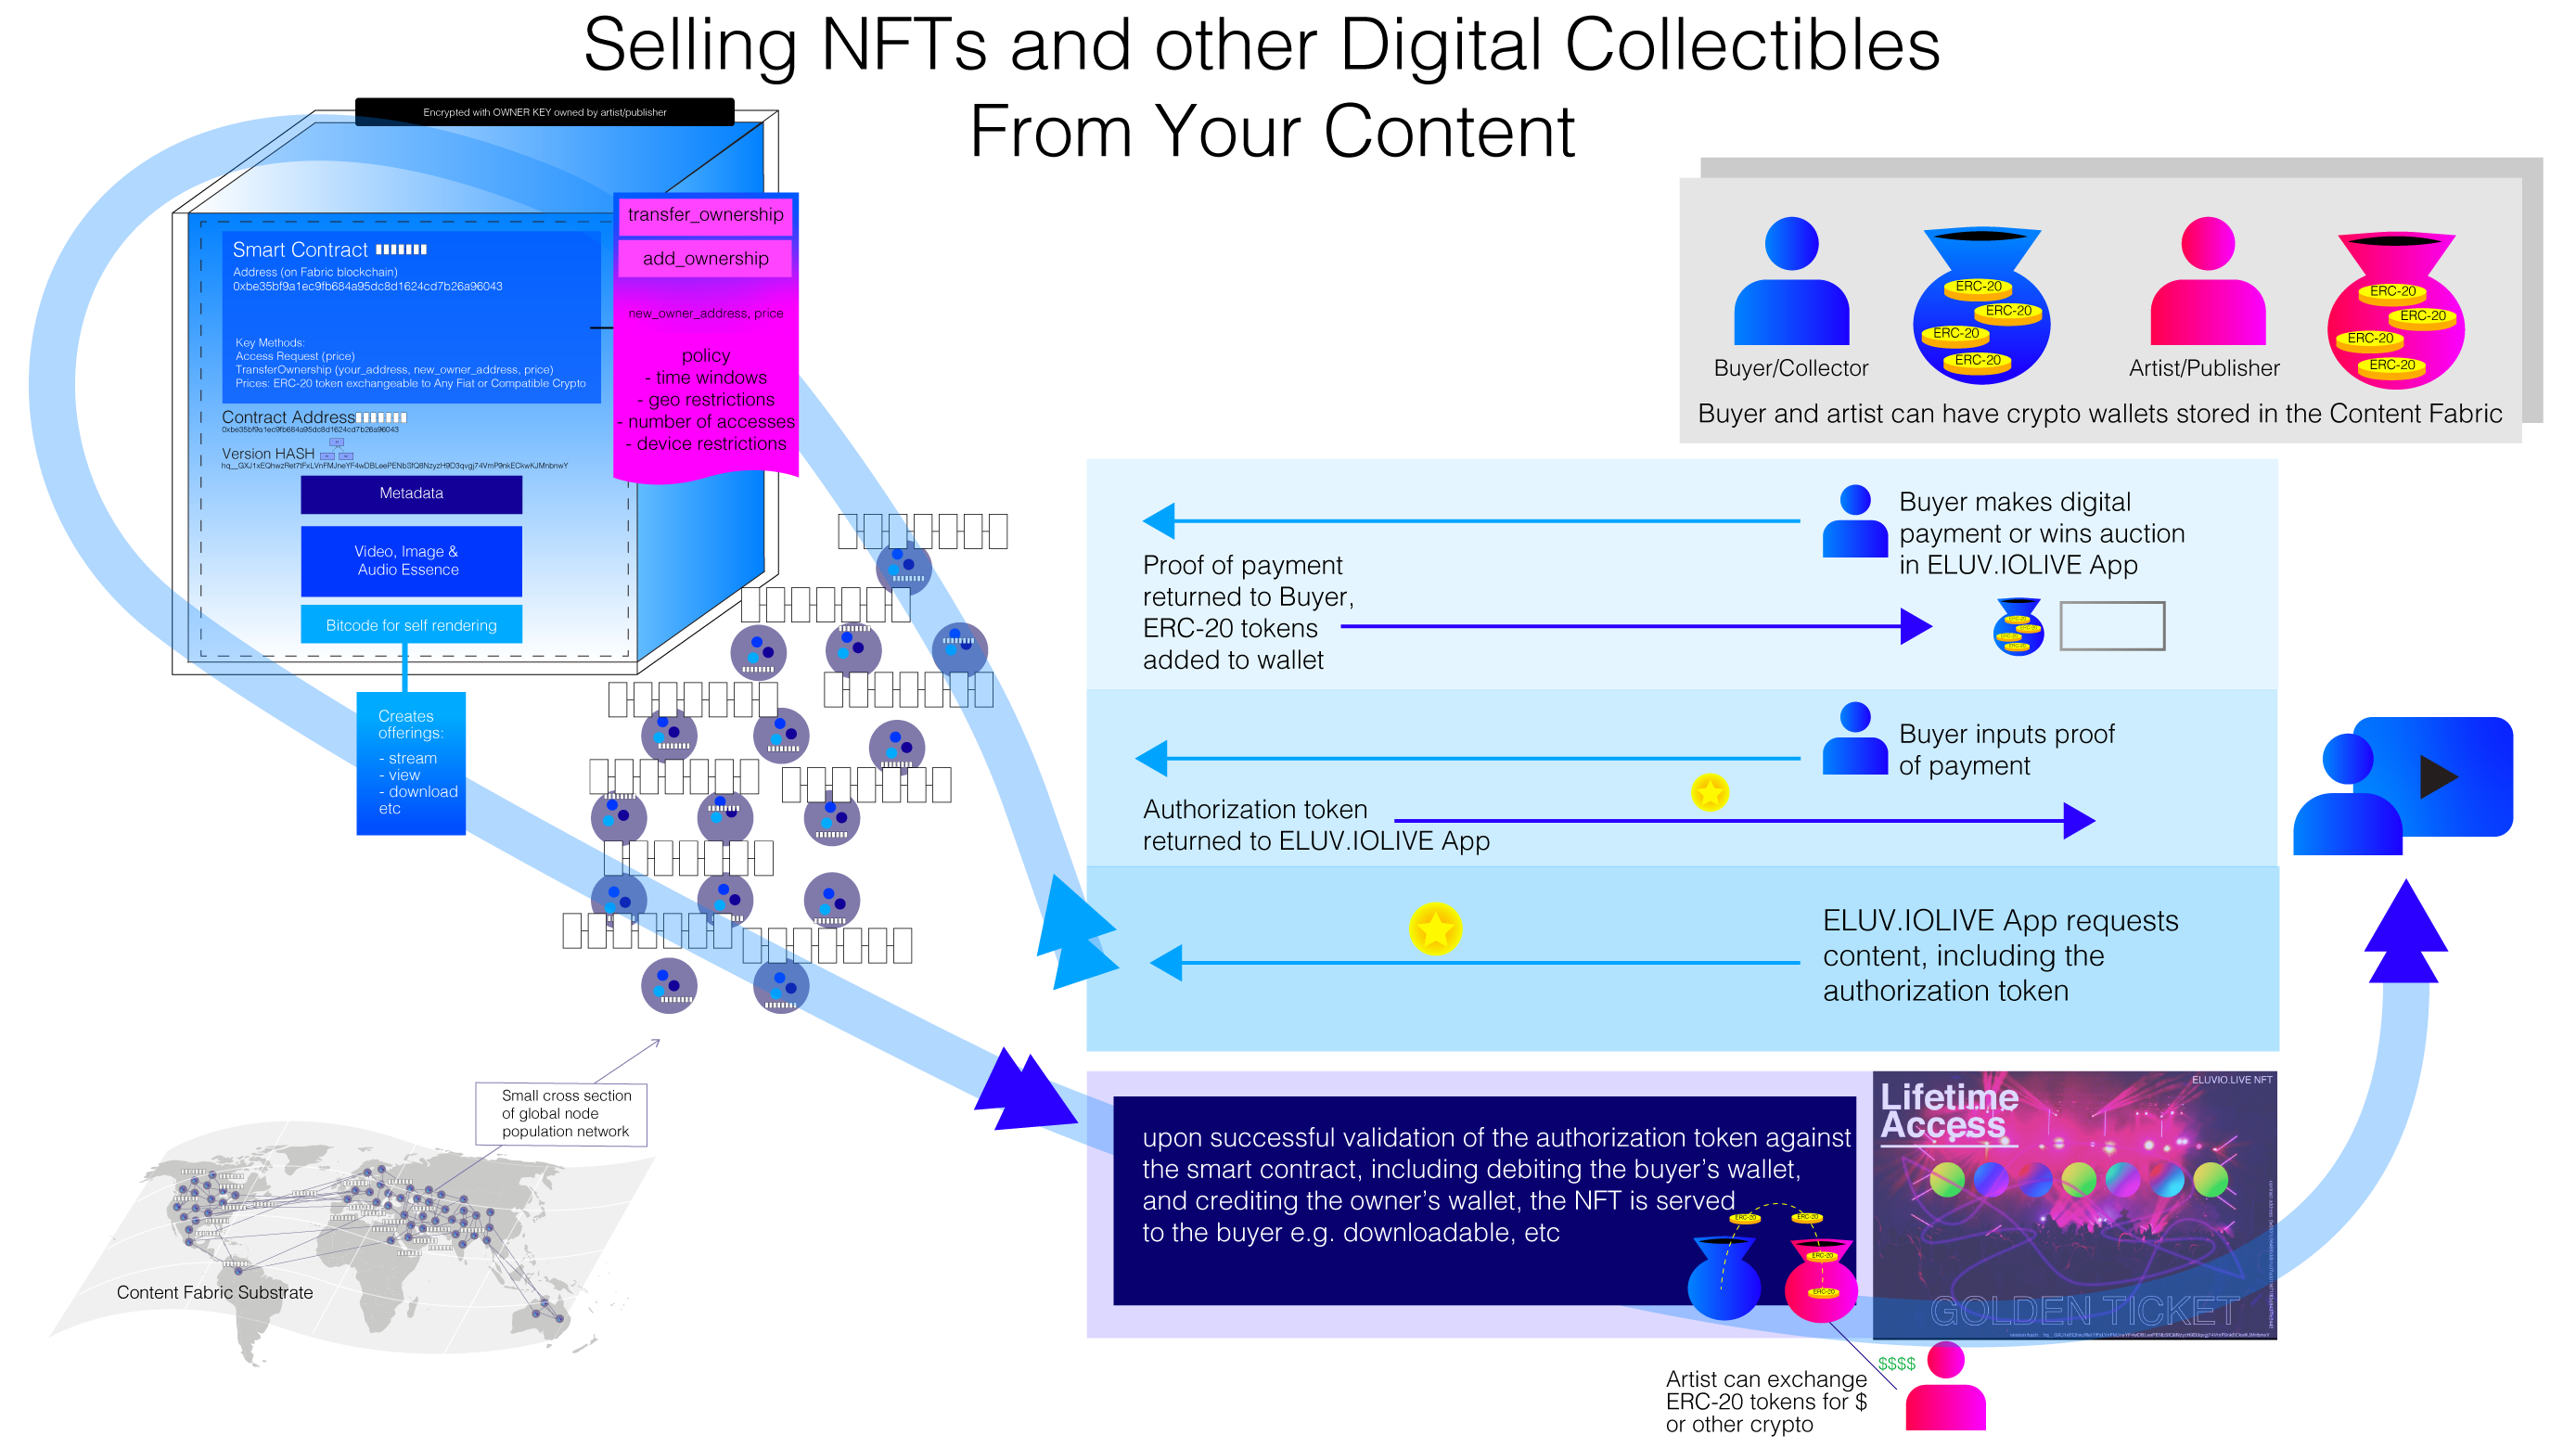 Selling NFTs and other Digital Collectibles
From Your Content
Encrypted with OWNER KEY owned by artist/publisher
Smart Contract
Address (on Fabric blockchain)
0xbe35bf9a1ec9fb684a95dc8d1624cd7b26a96043
Key Methods:
Access Request (price)
TransferOwnership (your_address, new_owner_address, price)
Prices: ERC-20 token exchangeable to Any Fiat or Compatible Crypto
Contract Address
0xbe35bf9a1ec9fb684a95dc8d1624cd7b26a96043
Version HASH
Metadata
Video, Image &
Audio Essence
Bitcode for self rendering
Creates
offerings:
- stream
- view
- download
etc
transfer_ownership
add_ownership
new_owner_address, price
policy
- time windows
- geo restrictions
- number of accesses
- device restrictions
ERC-20
ERC-20
ERC-20
ERC-20
ERC-20
ERC-20
ERC-20
ERC-20
Buyer/Collector
Artist/Publisher
Buyer and artist can have crypto wallets stored in the Content Fabric
Buyer makes digital
payment or wins auction
in ELUV.IOLIVE App
Proof of payment
returned to Buyer,
ERC-20 tokens
added to wallet
Buyer inputs proof
of payment
Authorization token
returned to ELUV.IOLIVE App
ELUV.IOLIVE App requests
content, including the
authorization token
Small cross section
of global node
population network
Content Fabric Substrate
upon successful validation of the authorization token against
the smart contract, including debiting the buyer's wallet,
and crediting the owner's wallet, the NFT is served
to the buyer e.g. downloadable, etc
ERC-20
ERC-20
ERC-20
ERC-20
ELUVIO.LIVE NFT
Lifetime
Access
GOLDEN TICKET
$$$$
Artist can exchange
ERC-20 tokens for $
or other crypto